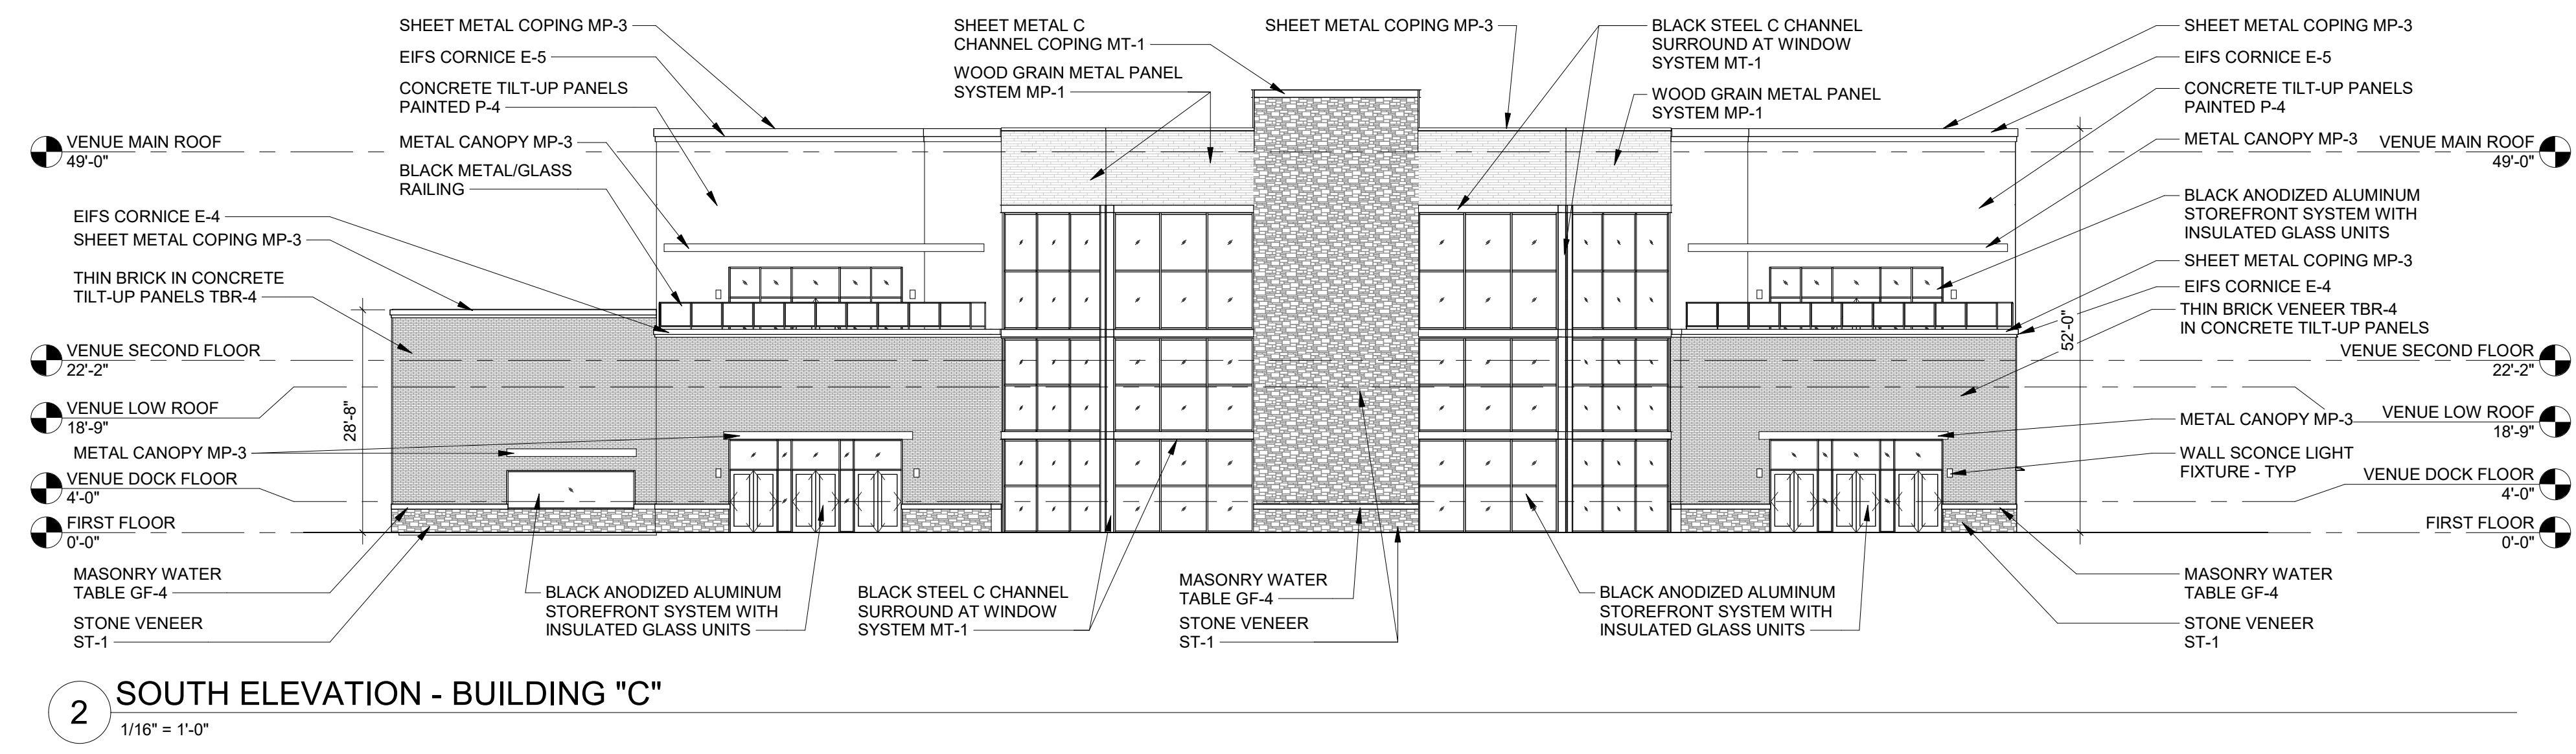 SHEET METAL COPING MP-3
EIFS CORNICE E-5
CONCRETE TILT-UP PANELS
PAINTED P-4
METAL CANOPY MP-3
BLACK METAL/GLASS
RAILING
SHEET METAL C
CHANNEL COPING MT-1
WOOD GRAIN METAL PANEL
SYSTEM MP-1
SHEET METAL COPING MP-3
BLACK STEEL C CHANNEL
SURROUND AT WINDOW
SYSTEM MT-1
WOOD GRAIN METAL PANEL
SYSTEM MP-1
SHEET METAL COPING MP-3
EIFS CORNICE E-5
CONCRETE TILT-UP PANELS
PAINTED P-4
METAL CANOPY MP-3
VENUE MAIN ROOF
49'-0"
BLACK ANODIZED ALUMINUM
STOREFRONT SYSTEM WITH
INSULATED GLASS UNITS
SHEET METAL COPING MP-3
EIFS CORNICE E-4
THIN BRICK VENEER TBR-4
IN CONCRETE TILT-UP PANELS
VENUE SECOND FLOOR
22'-2"
METAL CANOPY MP-3
VENUE LOW ROOF
18'-9"
WALL SCONCE LIGHT
FIXTURE - TYP
VENUE DOCK FLOOR
4'-0"
FIRST FLOOR
0'-0"
52'-0"
VENUE MAIN ROOF
49'-0"
EIFS CORNICE E-4
SHEET METAL COPING MP-3
THIN BRICK IN CONCRETE
TILT-UP PANELS TBR-4
VENUE SECOND FLOOR
22'-2"
VENUE LOW ROOF
18'-9"
28'-8"
METAL CANOPY MP-3
VENUE DOCK FLOOR
4'-0"
FIRST FLOOR
0'-0"
MASONRY WATER
TABLE GF-4
STONE VENEER
ST-1
BLACK ANODIZED ALUMINUM
STOREFRONT SYSTEM WITH
INSULATED GLASS UNITS
BLACK STEEL C CHANNEL
SURROUND AT WINDOW
SYSTEM MT-1
MASONRY WATER
TABLE GF-4
STONE VENEER
ST-1
BLACK ANODIZED ALUMINUM
STOREFRONT SYSTEM WITH
INSULATED GLASS UNITS
MASONRY WATER
TABLE GF-4
STONE VENEER
ST-1
2
SOUTH ELEVATION - BUILDING "C"
1/16" = 1'-0"